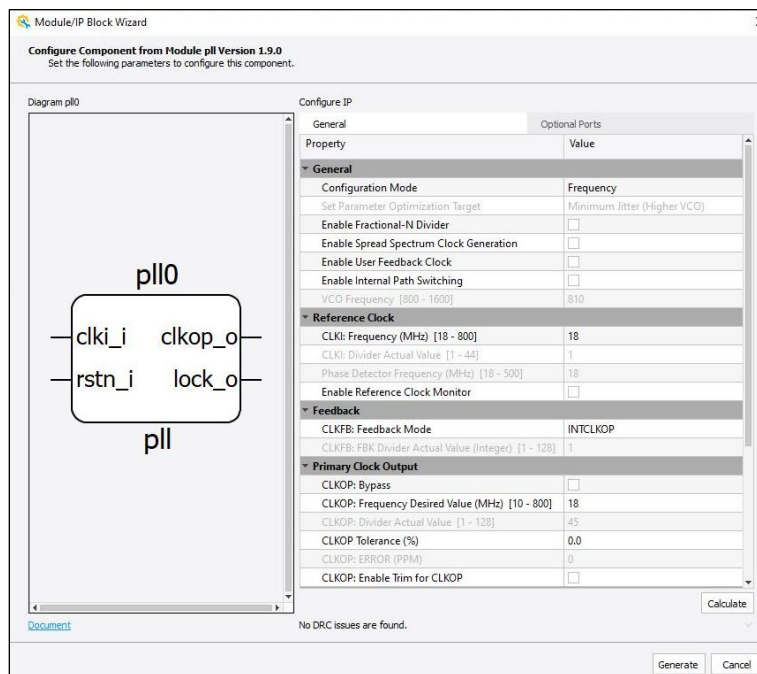 Module/IP Block Wizard
Configure Component from Module pll Version 1.9.0
Set the following parameters to configure this component.
Diagram pll0
Configure IP
General Optional Ports
Property Value
General
Configuration Mode Frequency
Set Parameter Optimization Target Minimum Jitter (Higher VCO)
Enable Fractional-N Divider
Enable Spread Spectrum Clock Generation
Enable User Feedback Clock
Enable Internal Path Switching
VCO Frequency [800 - 1600] 810
Reference Clock
CLKI: Frequency (MHz) [18 - 800] 18
CLKI: Divider Actual Value [1 - 44] 1
Phase Detector Frequency (MHz) [18 - 500] 18
Enable Reference Clock Monitor
Feedback
CLKFB: Feedback Mode INTCLKOP
CLKFB: FBK Divider Actual Value (Integer) [1 - 128] 1
Primary Clock Output
CLKOP: Bypass
CLKOP: Frequency Desired Value (MHz) [10 - 800] 18
CLKOP: Divider Actual Value [1 - 128] 45
CLKOP Tolerance (%) 0.0
CLKOP: ERROR (PPM) 0
CLKOP: Enable Trim for CLKOP
pll0
clki_i clkop_o
rstn_i lock_o
pll
Calculate
Document
No DRC issues are found.
Generate Cancel